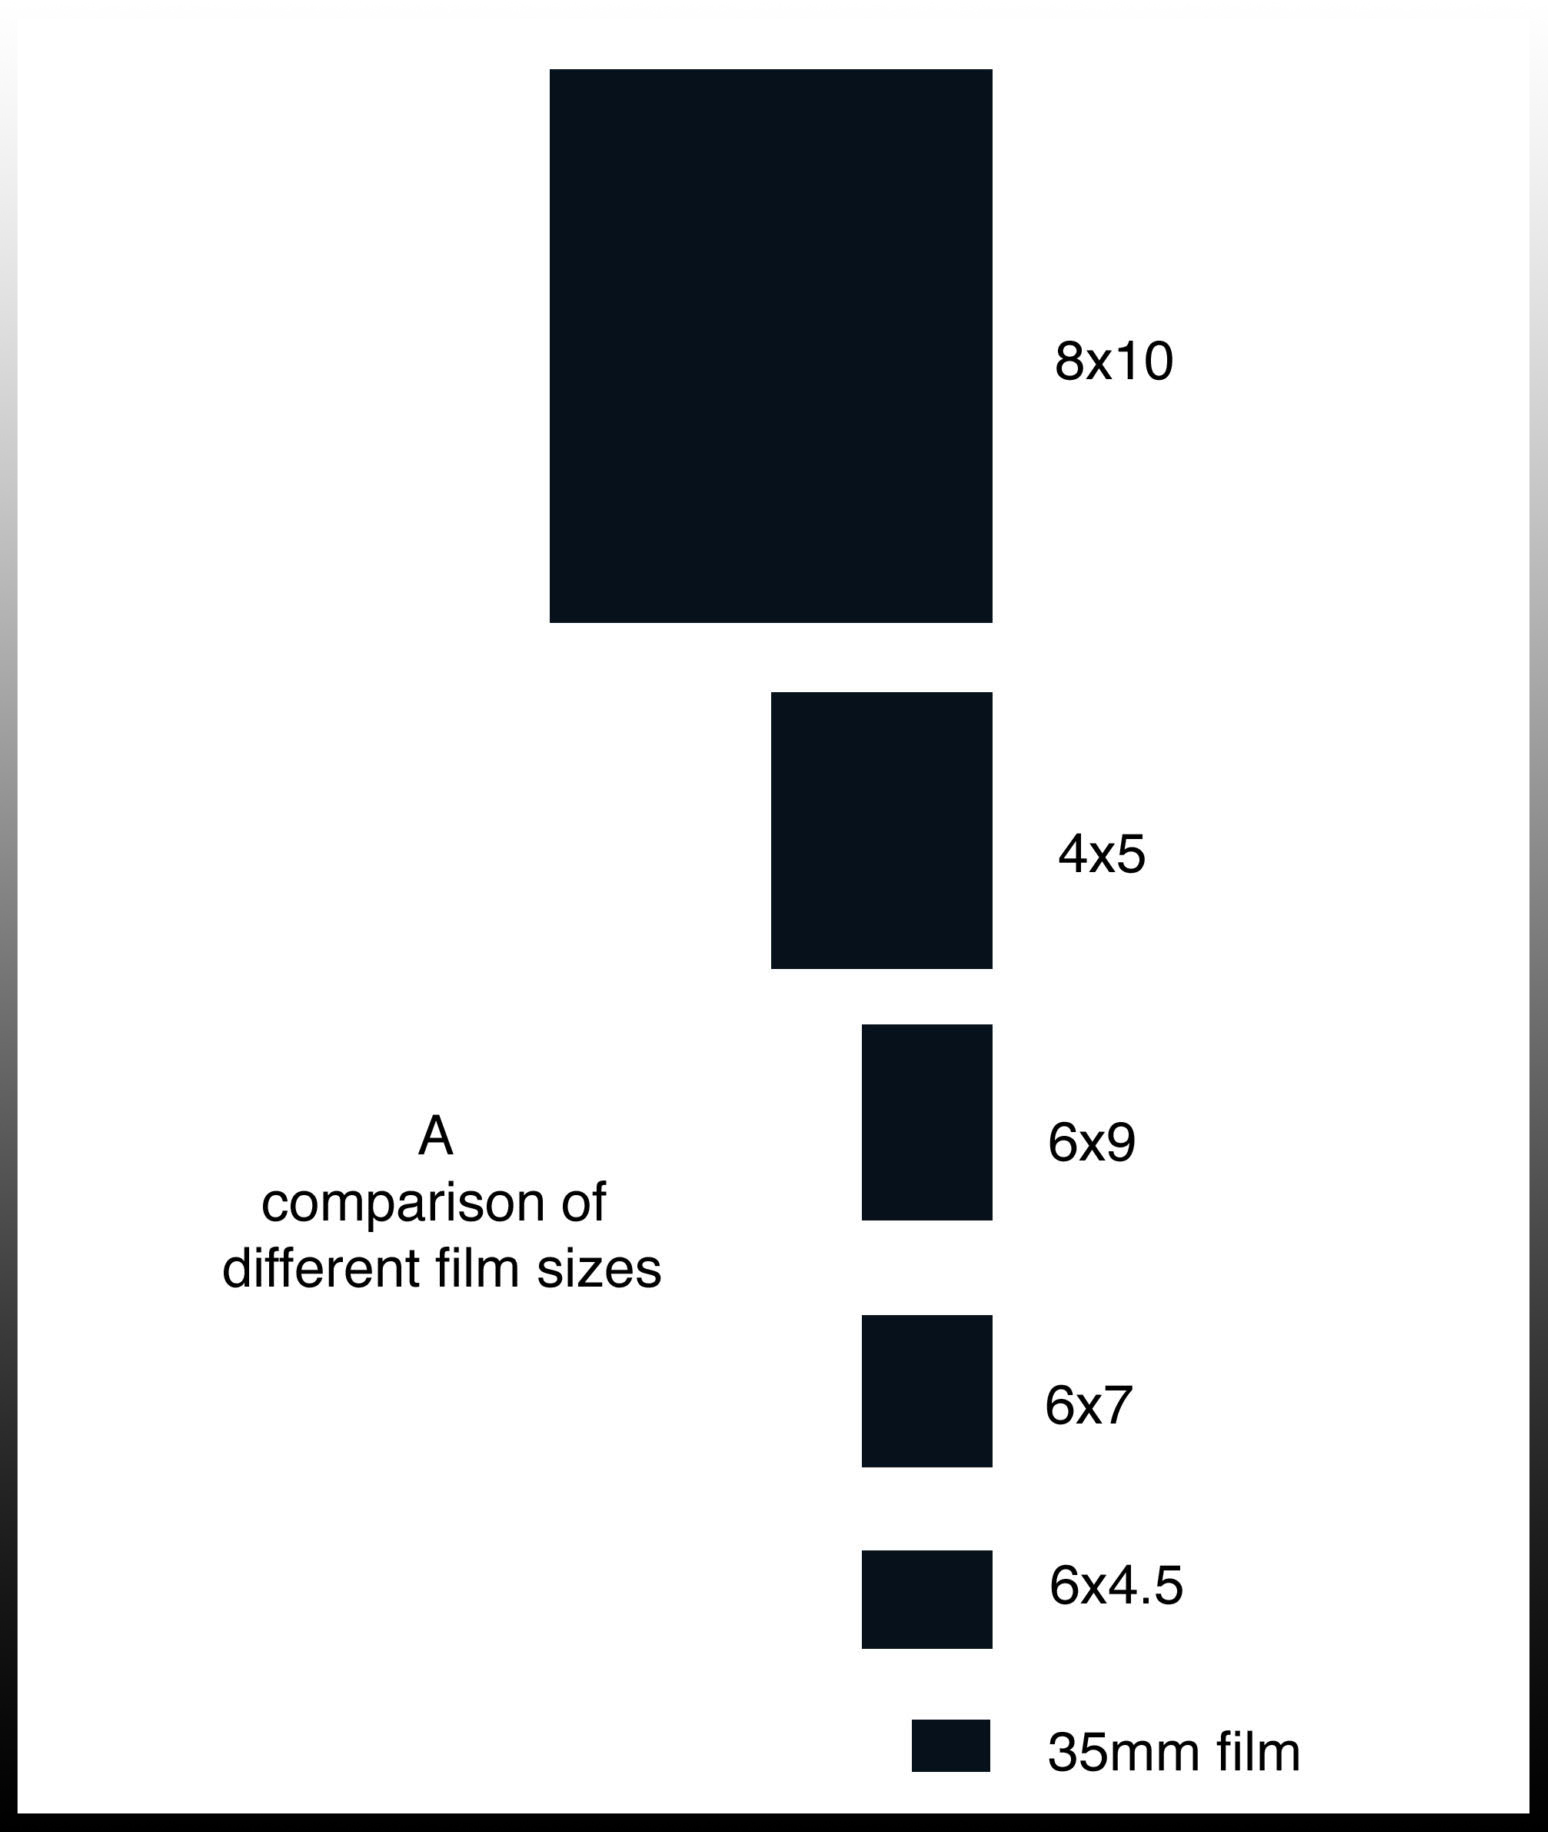 8x10
4x5
6x9
A
comparison of
different film sizes
6x7
6x4.5
35mm film